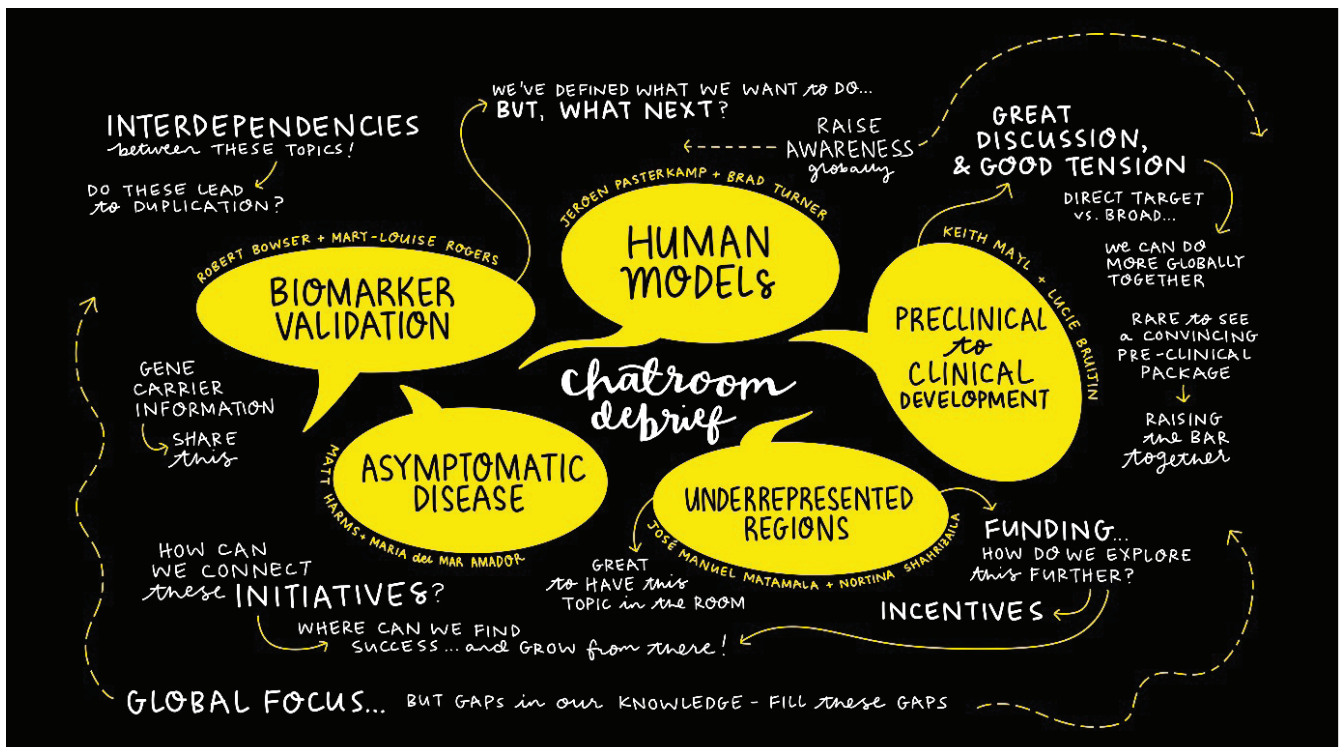 WE'VE DEFINED WHAT WE WANT to DO...
BUT, WHAT NEXT?
INTERDEPENDENCIES
between THESE TOPICS!
DO THESE LEAD
to DUPLICATION?
RAISE
AWARENESS
globally
GREAT
DISCUSSION,
& GOOD TENSION
DIRECT TARGET
vs. BROAD...
WE CAN DO
MORE GLOBALLY
TOGETHER
RARE to SEE
a CONVINCING
PRE-CLINICAL
PACKAGE
RAISING
the BAR
together
ROBERT BOWSER + MARY-LOUISE ROGERS
BIOMARKER
VALIDATION
JEROEN PASTERKAMP + BRAD TURNER
HUMAN
MODELS
KEITH MAYL + LUCIE BRUIJTIN
PRECLINICAL
to
CLINICAL
DEVELOPMENT
chatroom
debrief
GENE
CARRIER
INFORMATION
SHARE
this
ASYMPTOMATIC
DISEASE
MATT HARMS + MARIA del MAR AMADOR
UNDERREPRESENTED
REGIONS
JOSÉ MANUEL MATAMALA + NORTINA SHAHRIZAILA
GREAT
to HAVE this
TOPIC in the ROOM
FUNDING...
HOW DO WE EXPLORE
this FURTHER?
INCENTIVES
HOW CAN
WE CONNECT
these INITIATIVES?
WHERE CAN WE FIND
SUCCESS... and GROW from there!
GLOBAL FOCUS... BUT GAPS in our KNOWLEDGE - FILL these GAPS